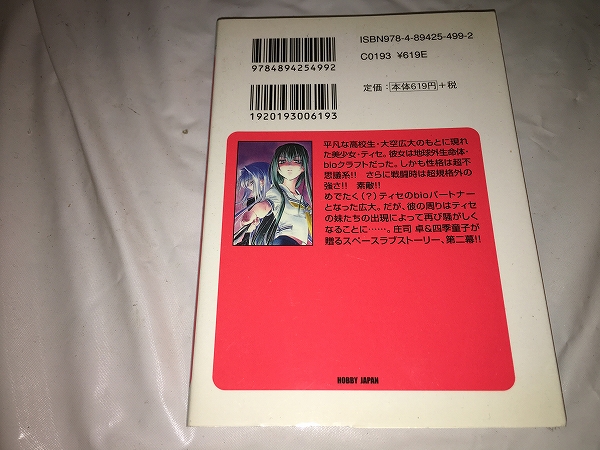 ISBN978-4-89425-499-2
9784894254992
C0193 ¥619E
定価：本体619円+税
1920193006193
平凡な高校生・大空広大のもとに現れ
た美少女・ティセ。彼女は地球外生命体・
bioクラフトだった。しかも性格は超不
思議系!! さらに戦闘時は超規格外の
強さ!! 素敵!!
めでたく(?)ティセのbioパートナー
となった広大。だが、彼の周りはティセ
の妹たちの出現によって再び騒がしく
なることに……。庄司 卓&四季童子が
贈るスペースラブストーリー、第二幕!!
HOBBY JAPAN